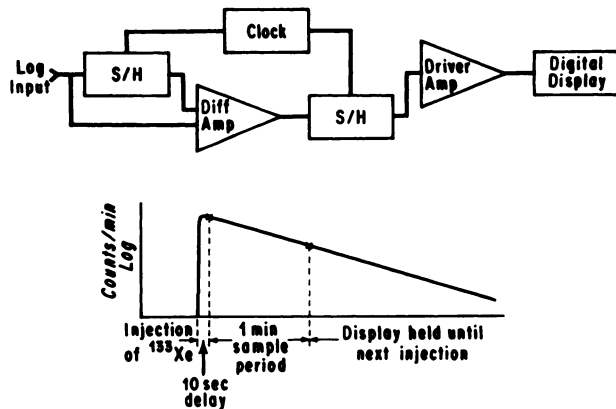 Log
Input
S/H
Clock
Diff
Amp
S/H
Driver
Amp
Digital
Display
Counts/min
Log
Injection
of ¹³³Xe
10 sec
delay
1 min
sample
period
Display held until
next injection